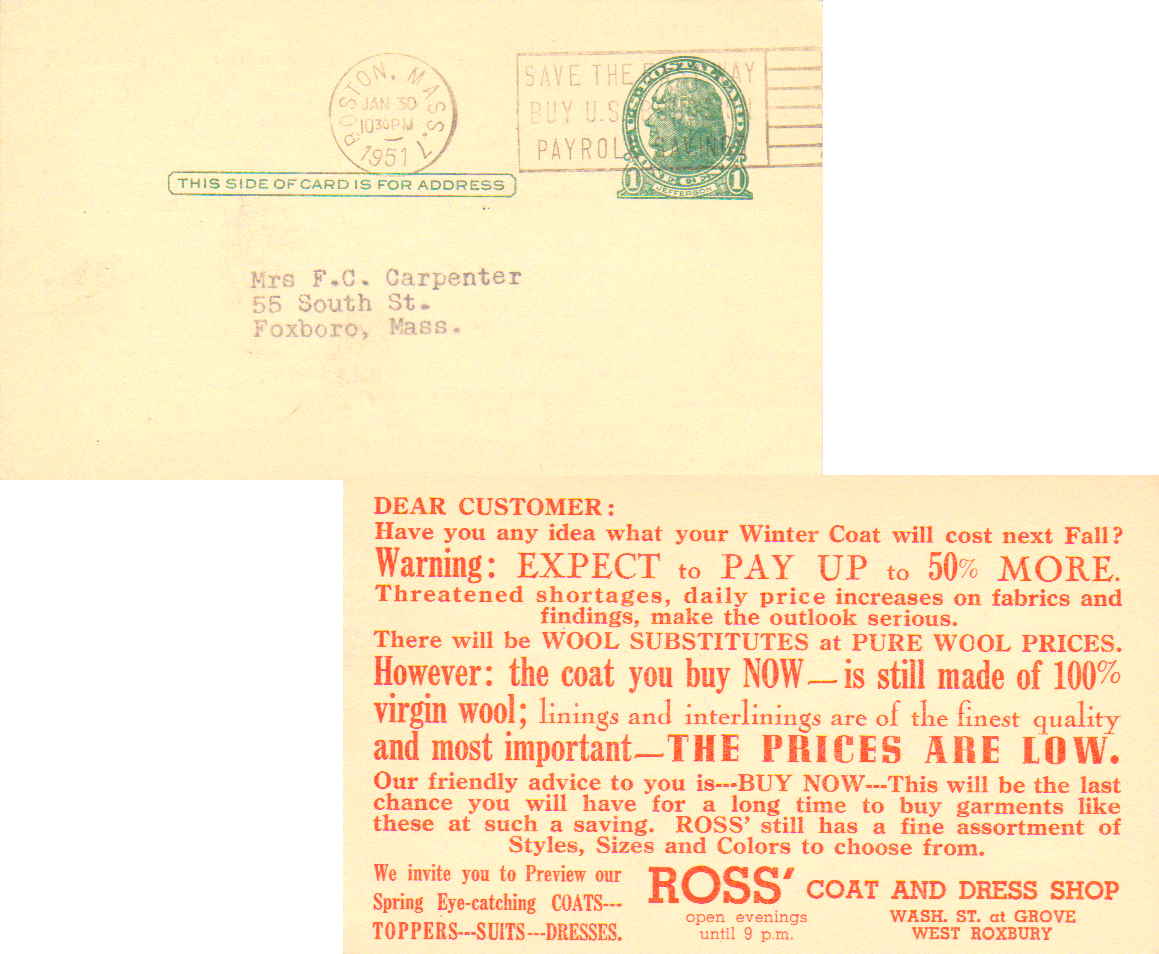 BOSTON, MASS. 7
JAN 30
1030 PM
1951
SAVE THE WAY
BUY U.S.
PAYROLL SAVINGS
U.S. POSTAL CARD
1 1
JEFFERSON
THIS SIDE OF CARD IS FOR ADDRESS
Mrs F.C. Carpenter
55 South St.
Foxboro, Mass.
DEAR CUSTOMER:
Have you any idea what your Winter Coat will cost next Fall?
Warning: EXPECT to PAY UP to 50% MORE.
Threatened shortages, daily price increases on fabrics and
findings, make the outlook serious.
There will be WOOL SUBSTITUTES at PURE WOOL PRICES.
However: the coat you buy NOW—is still made of 100%
virgin wool; linings and interlinings are of the finest quality
and most important—THE PRICES ARE LOW.
Our friendly advice to you is---BUY NOW---This will be the last
chance you will have for a long time to buy garments like
these at such a saving. ROSS' still has a fine assortment of
Styles, Sizes and Colors to choose from.
We invite you to Preview our
Spring Eye-catching COATS---
TOPPERS---SUITS---DRESSES.
ROSS' COAT AND DRESS SHOP
open evenings
until 9 p.m.
WASH. ST. at GROVE
WEST ROXBURY